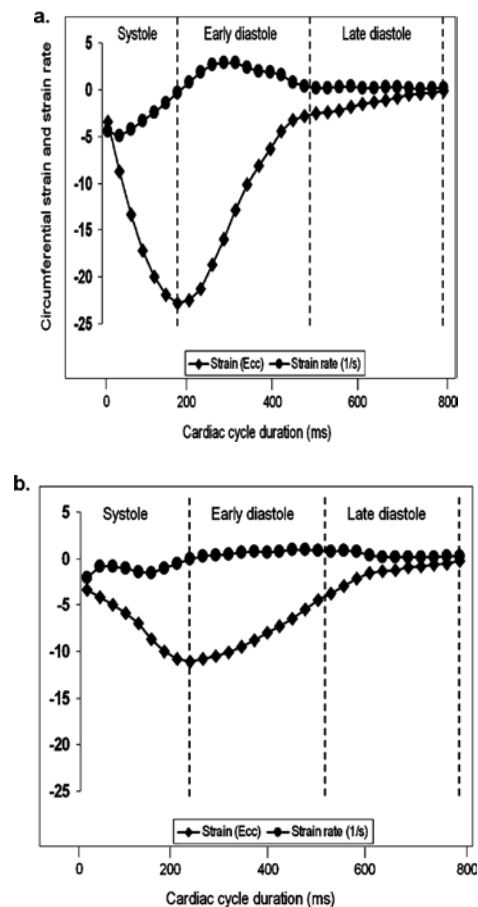 a.
Systole Early diastole Late diastole
Circumferential strain and strain rate
5
0
-5
-10
-15
-20
-25
Strain (Ecc) Strain rate (1/s)
0 200 400 600 800
Cardiac cycle duration (ms)
b.
Systole Early diastole Late diastole
5
0
-5
-10
-15
-20
-25
Strain (Ecc) Strain rate (1/s)
0 200 400 600 800
Cardiac cycle duration (ms)